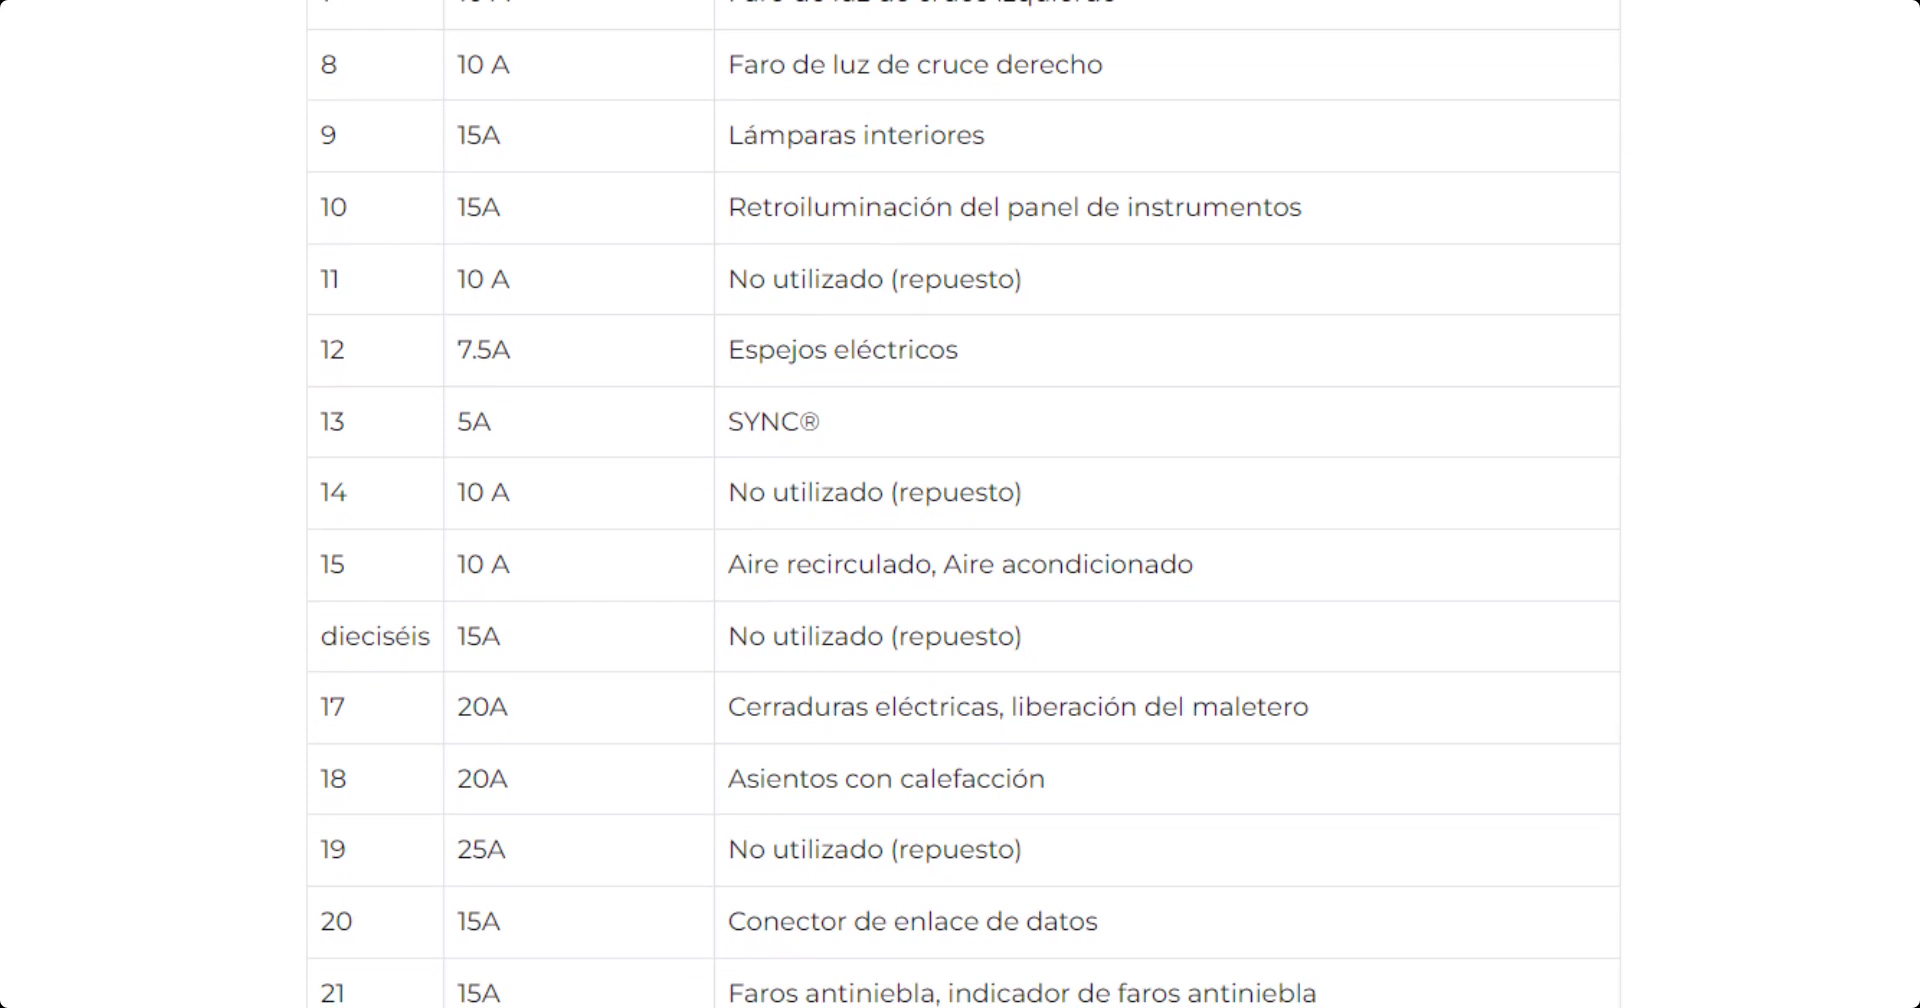 8 10 A Faro de luz de cruce derecho
9 15A Lámparas interiores
10 15A Retroiluminación del panel de instrumentos
11 10 A No utilizado (repuesto)
12 7.5A Espejos eléctricos
13 5A SYNC®
14 10 A No utilizado (repuesto)
15 10 A Aire recirculado, Aire acondicionado
dieciséis 15A No utilizado (repuesto)
17 20A Cerraduras eléctricas, liberación del maletero
18 20A Asientos con calefacción
19 25A No utilizado (repuesto)
20 15A Conector de enlace de datos
21 15A Faros antiniebla, indicador de faros antiniebla